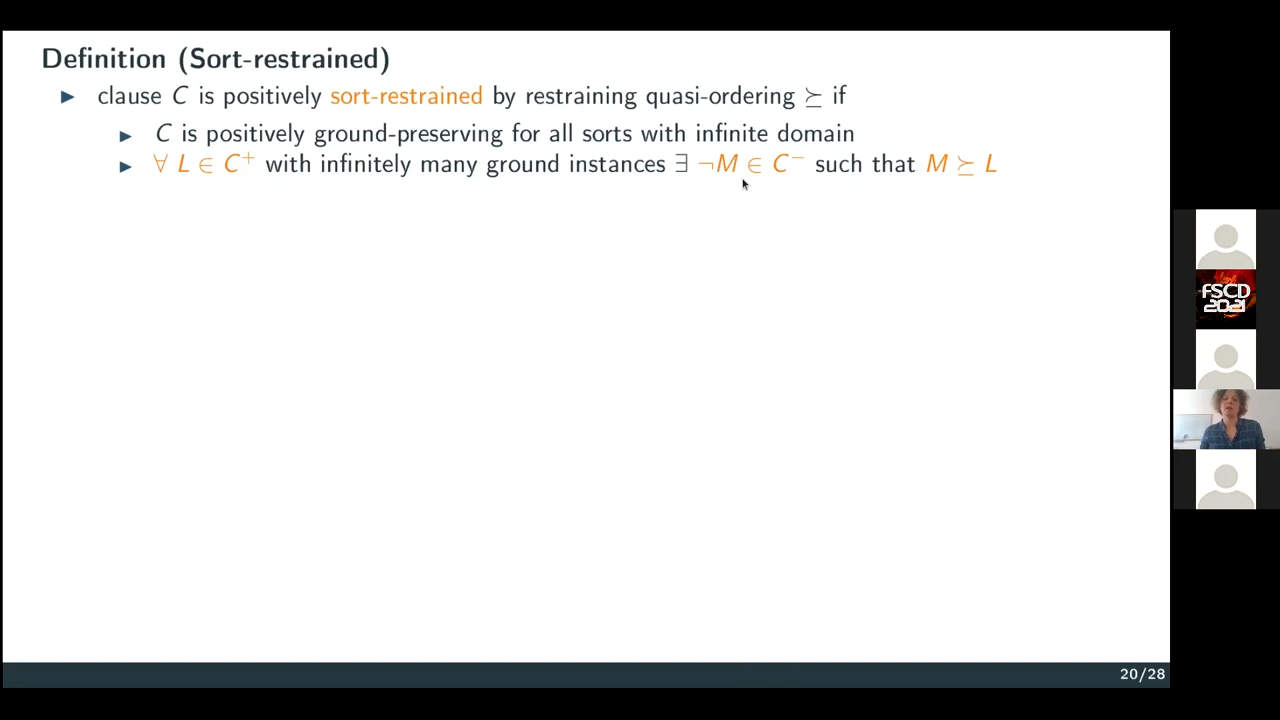 Definition (Sort-restrained)
▶ clause C is positively sort-restrained by restraining quasi-ordering ⪰ if
▶ C is positively ground-preserving for all sorts with infinite domain
▶ ∀ L ∈ C⁺ with infinitely many ground instances ∃ ¬M ∈ C⁻ such that M ⪰ L
FSCD
2021
20/28